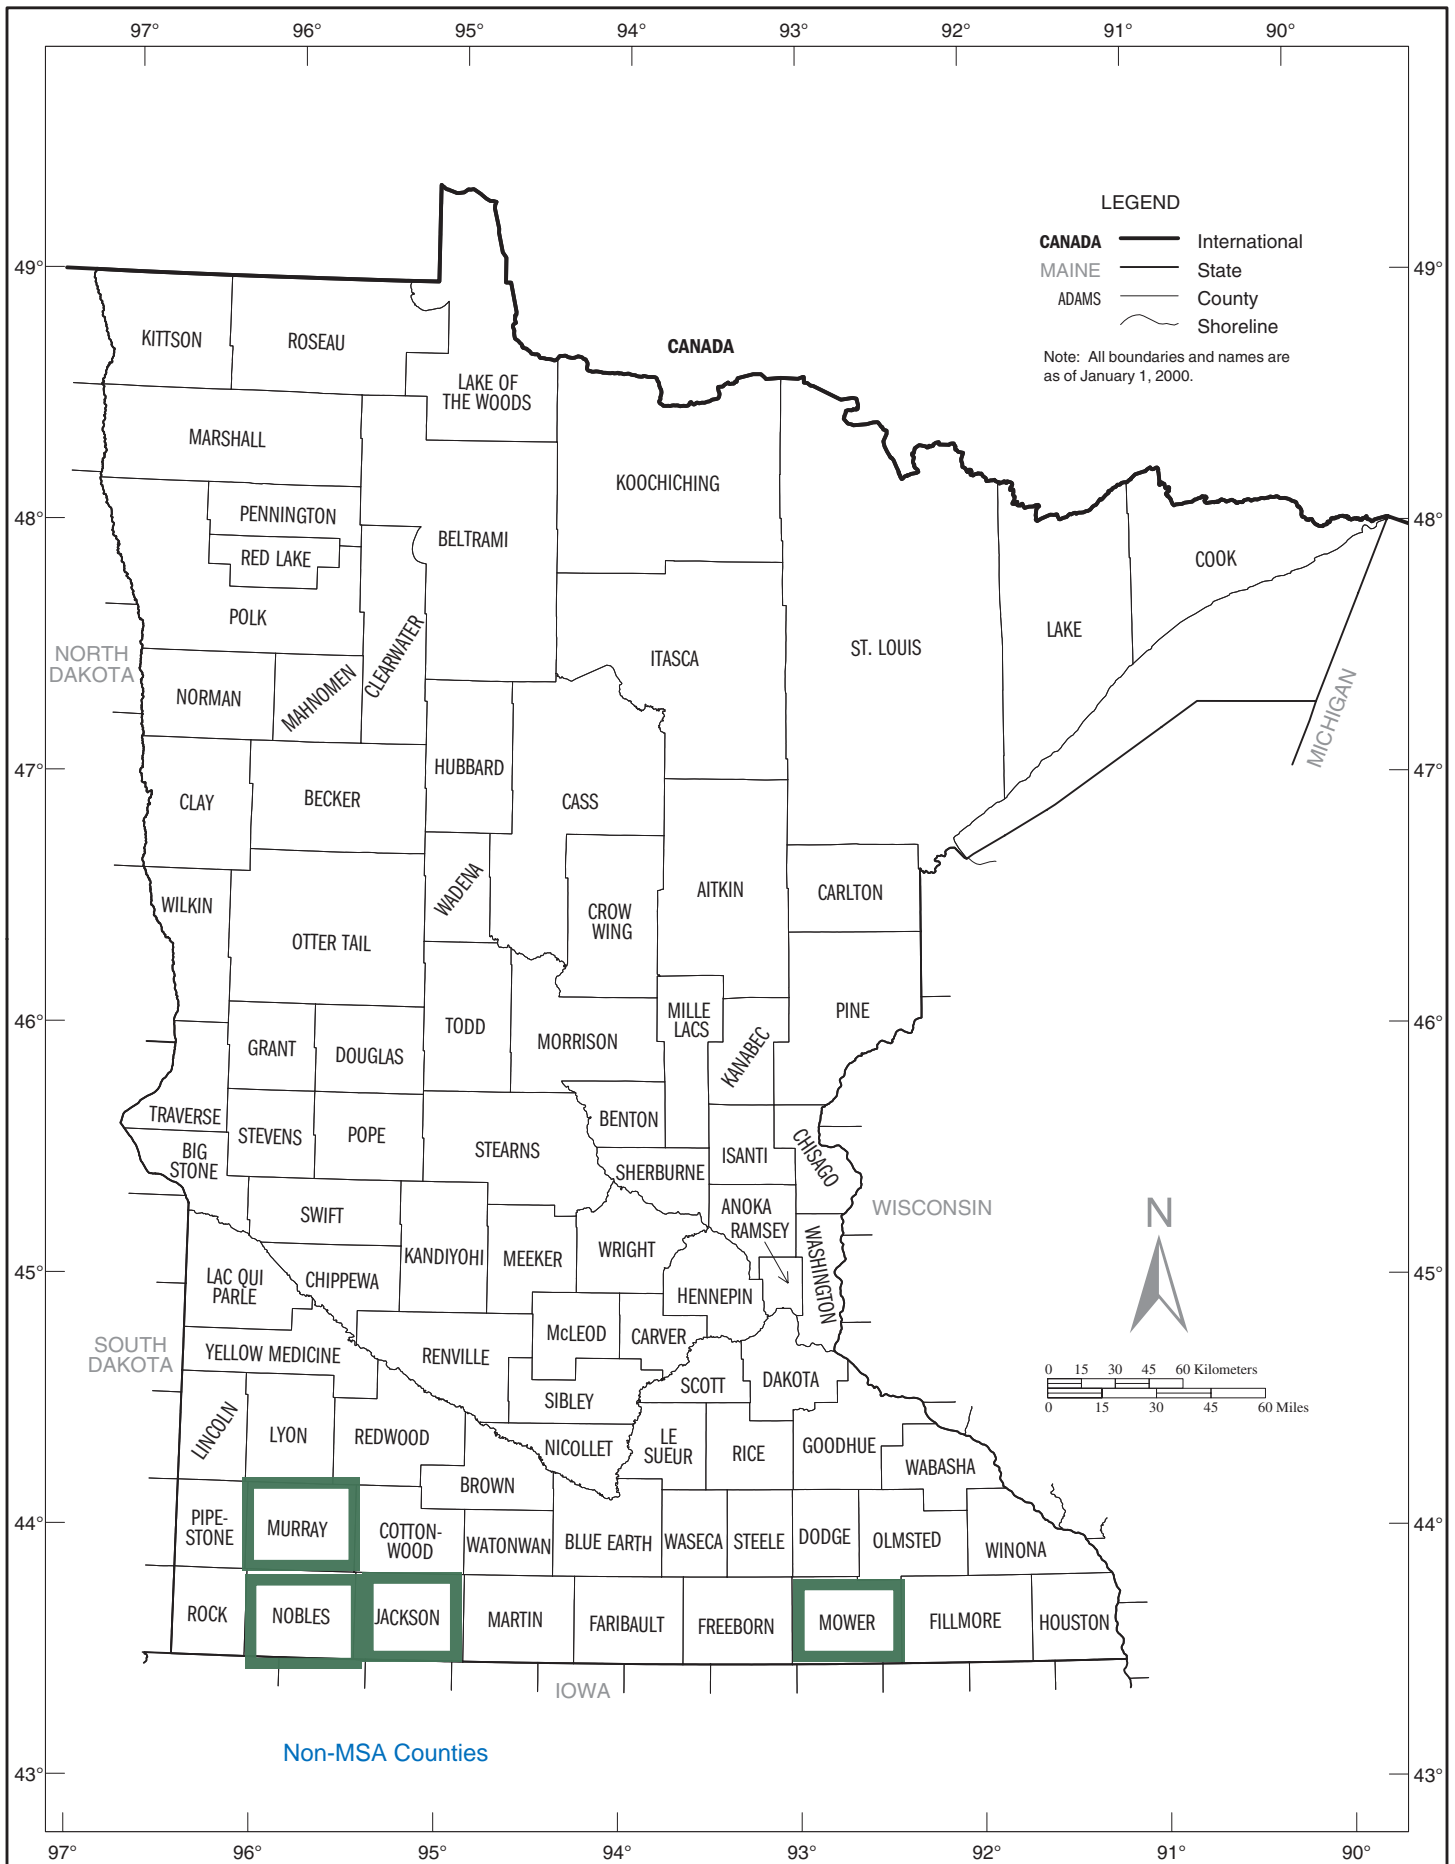 97° 96° 95° 94° 93° 92° 91° 90°
LEGEND
CANADA International
MAINE State
ADAMS County
Shoreline
Note: All boundaries and names are
as of January 1, 2000.
49° 49°
KITTSON
ROSEAU
CANADA
LAKE OF
THE WOODS
MARSHALL
KOOCHICHING
48° 48°
PENNINGTON
BELTRAMI
RED LAKE
COOK
POLK
LAKE
ST. LOUIS
NORTH
DAKOTA
CLEARWATER
ITASCA
NORMAN
MAHNOMEN
MICHIGAN
47° 47°
HUBBARD
CLAY
BECKER
CASS
WADENA
AITKIN
CARLTON
WILKIN
CROW
WING
OTTER TAIL
46° 46°
MILLE
LACS
PINE
TODD
MORRISON
GRANT
DOUGLAS
KANABEC
TRAVERSE
BENTON
STEVENS
POPE
STEARNS
BIG
STONE
ISANTI
CHISAGO
SHERBURNE
ANOKA
WISCONSIN
N
SWIFT
RAMSEY
KANDIYOHI
MEEKER
WRIGHT
WASHINGTON
45° 45°
LAC QUI
PARLE
CHIPPEWA
HENNEPIN
McLEOD
CARVER
SOUTH
DAKOTA
YELLOW MEDICINE
RENVILLE
SCOTT
DAKOTA
0 15 30 45 60 Kilometers
0 15 30 45 60 Miles
SIBLEY
LINCOLN
LYON
REDWOOD
NICOLLET
LE
SUEUR
RICE
GOODHUE
WABASHA
BROWN
44° 44°
PIPE-
STONE
MURRAY
COTTON-
WOOD
WATONWAN
BLUE EARTH
WASECA
STEELE
DODGE
OLMSTED
WINONA
ROCK
NOBLES
JACKSON
MARTIN
FARIBAULT
FREEBORN
MOWER
FILLMORE
HOUSTON
IOWA
Non-MSA Counties
43° 43°
97° 96° 95° 94° 93° 92° 91° 90°